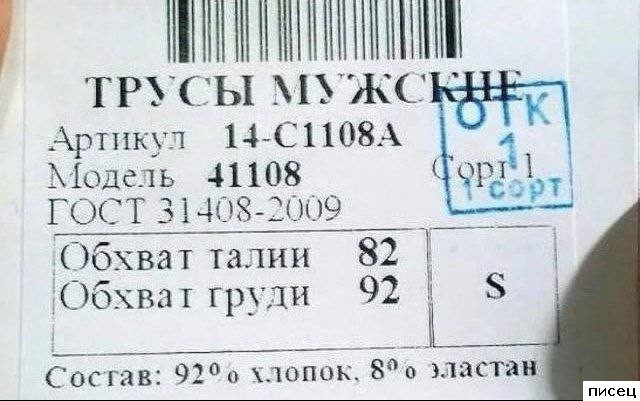 ТРУСЫ МУЖСКИЕ
Артикул 14-С1108А
Модель 41108 Сорт 1
ГОСТ 31408-2009
ОТК
1
1 сорт
Обхват талии 82
Обхват груди 92
S
Состав: 92% хлопок, 8% эластан
писец